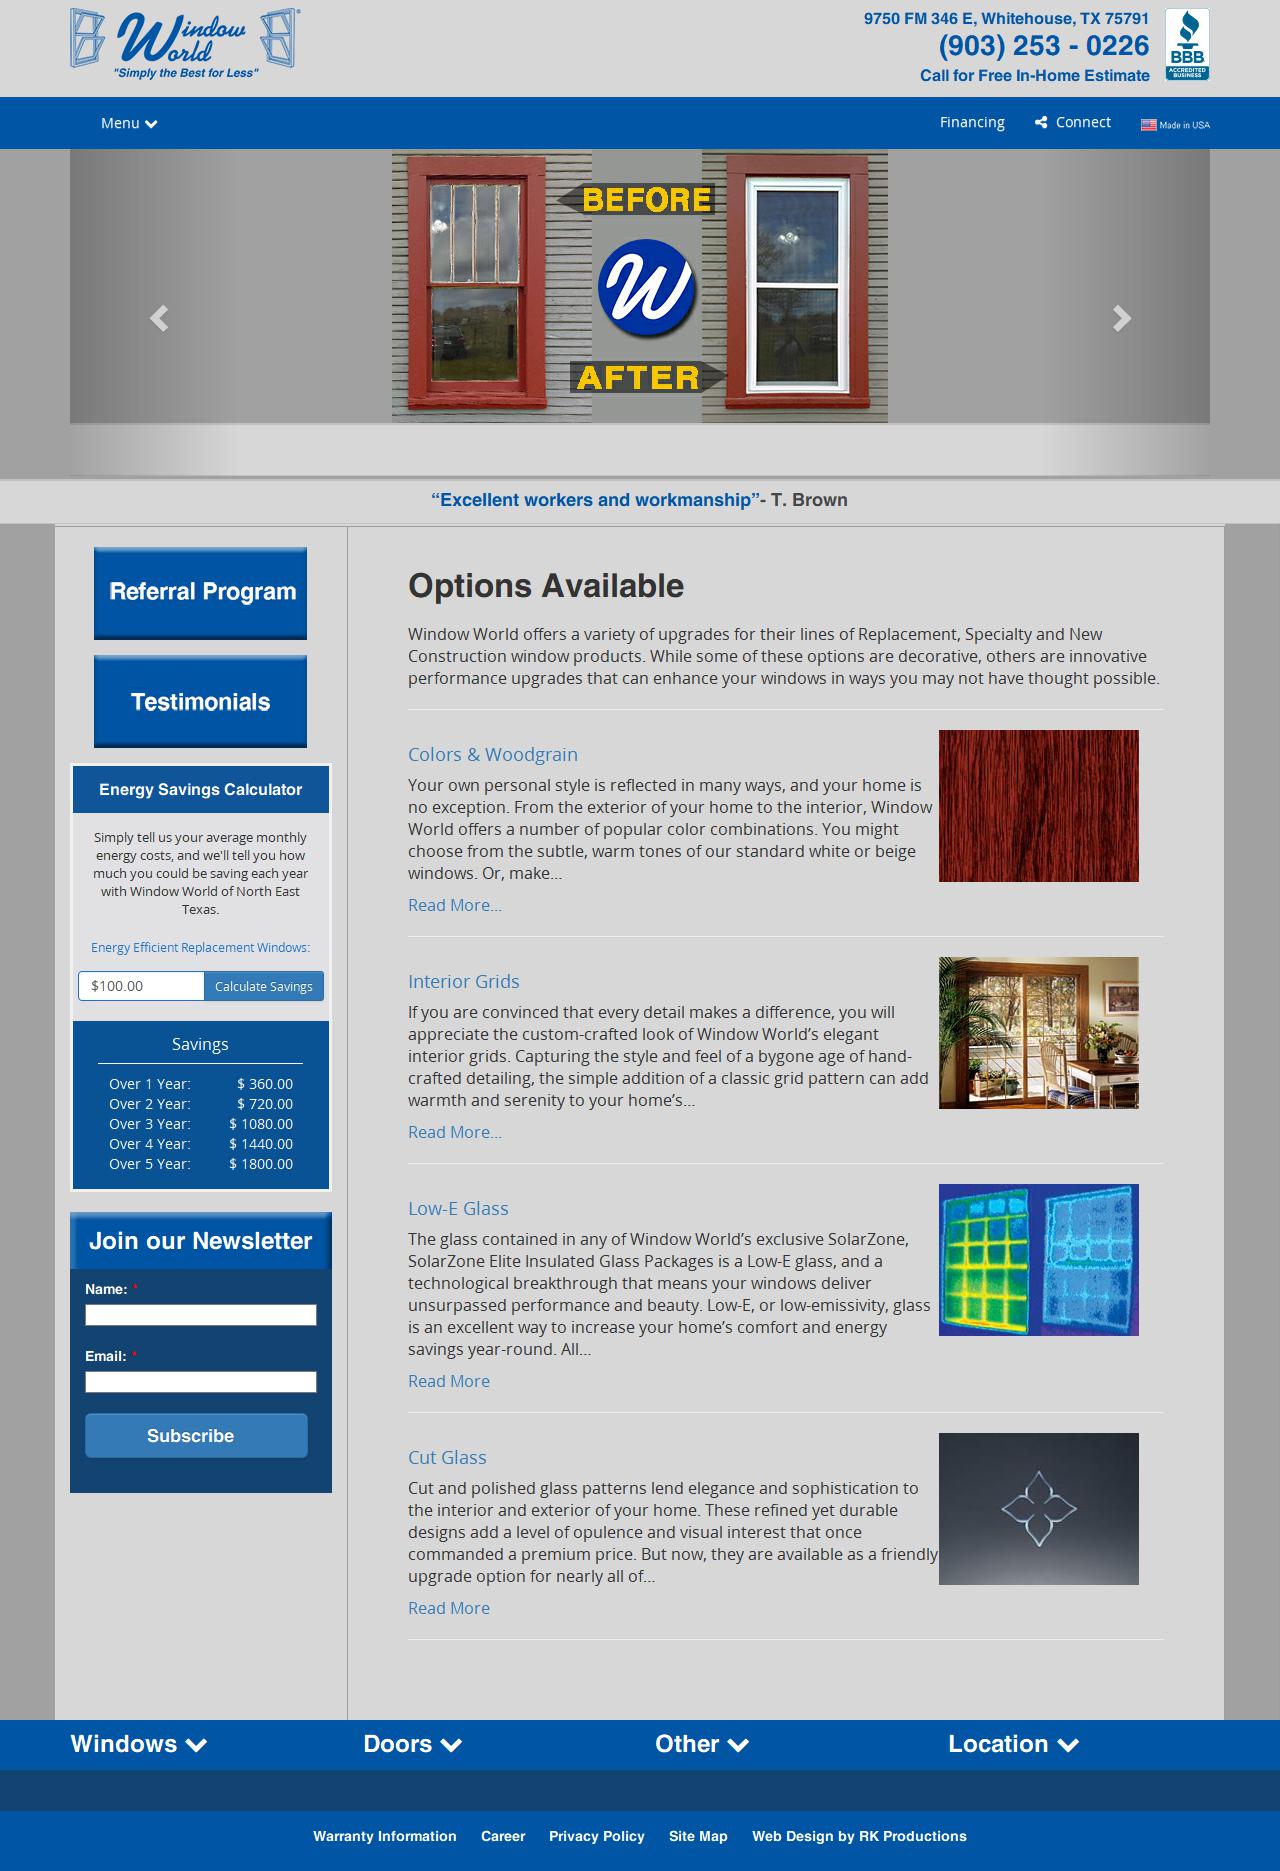 Window World
"Simply the Best for Less"
9750 FM 346 E, Whitehouse, TX 75791
(903) 253 - 0226
Call for Free In-Home Estimate
BBB
ACCREDITED BUSINESS
Menu
Financing
Connect
Made in USA
BEFORE
W
AFTER
“Excellent workers and workmanship”- T. Brown
Referral Program
Testimonials
Energy Savings Calculator
Simply tell us your average monthly
energy costs, and we'll tell you how
much you could be saving each year
with Window World of North East
Texas.
Energy Efficient Replacement Windows:
$100.00
Calculate Savings
Savings
Over 1 Year: $ 360.00
Over 2 Year: $ 720.00
Over 3 Year: $ 1080.00
Over 4 Year: $ 1440.00
Over 5 Year: $ 1800.00
Join our Newsletter
Name: *
Email: *
Subscribe
Options Available
Window World offers a variety of upgrades for their lines of Replacement, Specialty and New
Construction window products. While some of these options are decorative, others are innovative
performance upgrades that can enhance your windows in ways you may not have thought possible.
Colors & Woodgrain
Your own personal style is reflected in many ways, and your home is
no exception. From the exterior of your home to the interior, Window
World offers a number of popular color combinations. You might
choose from the subtle, warm tones of our standard white or beige
windows. Or, make...
Read More...
Interior Grids
If you are convinced that every detail makes a difference, you will
appreciate the custom-crafted look of Window World’s elegant
interior grids. Capturing the style and feel of a bygone age of hand-
crafted detailing, the simple addition of a classic grid pattern can add
warmth and serenity to your home’s...
Read More...
Low-E Glass
The glass contained in any of Window World’s exclusive SolarZone,
SolarZone Elite Insulated Glass Packages is a Low-E glass, and a
technological breakthrough that means your windows deliver
unsurpassed performance and beauty. Low-E, or low-emissivity, glass
is an excellent way to increase your home’s comfort and energy
savings year-round. All...
Read More
Cut Glass
Cut and polished glass patterns lend elegance and sophistication to
the interior and exterior of your home. These refined yet durable
designs add a level of opulence and visual interest that once
commanded a premium price. But now, they are available as a friendly
upgrade option for nearly all of...
Read More
Windows
Doors
Other
Location
Warranty Information
Career
Privacy Policy
Site Map
Web Design by RK Productions